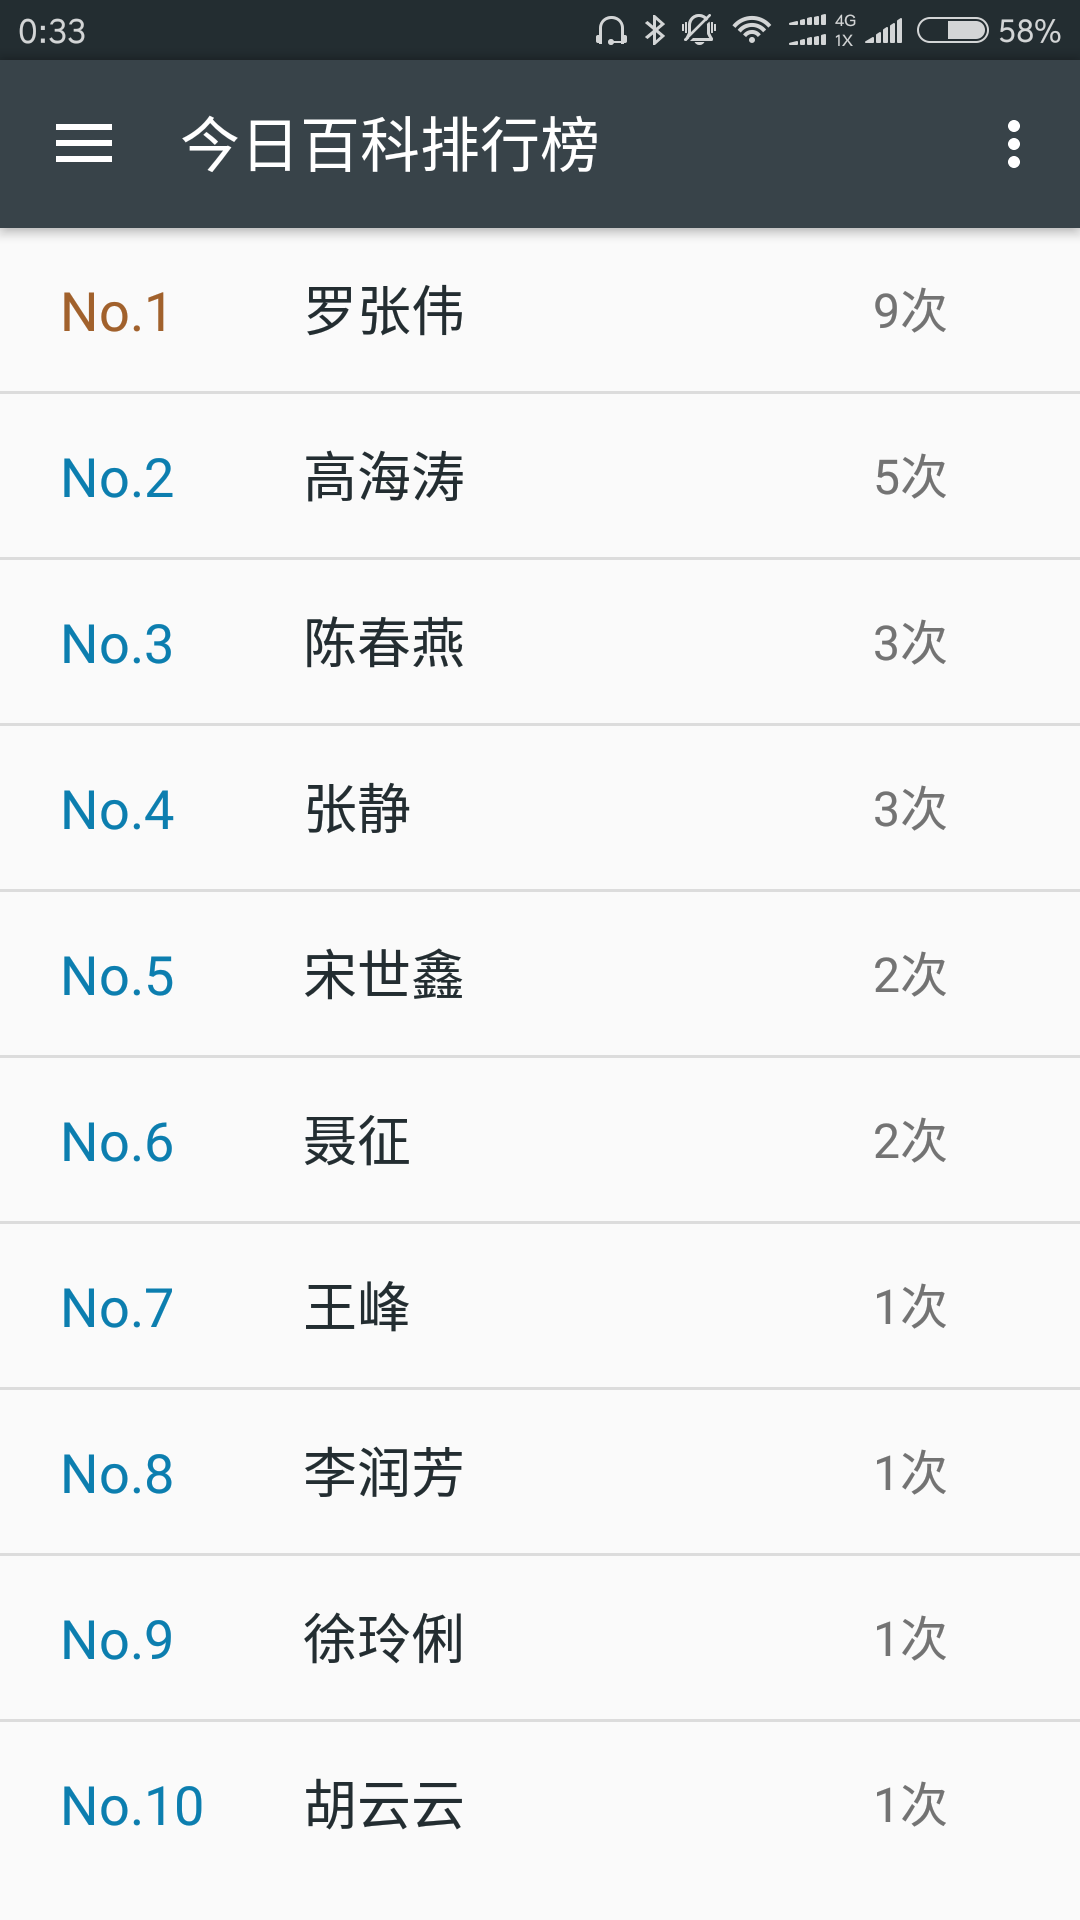 0:33 4G 1X 58%
今日百科排行榜
No.1 罗张伟 9次
No.2 高海涛 5次
No.3 陈春燕 3次
No.4 张静 3次
No.5 宋世鑫 2次
No.6 聂征 2次
No.7 王峰 1次
No.8 李润芳 1次
No.9 徐玲俐 1次
No.10 胡云云 1次